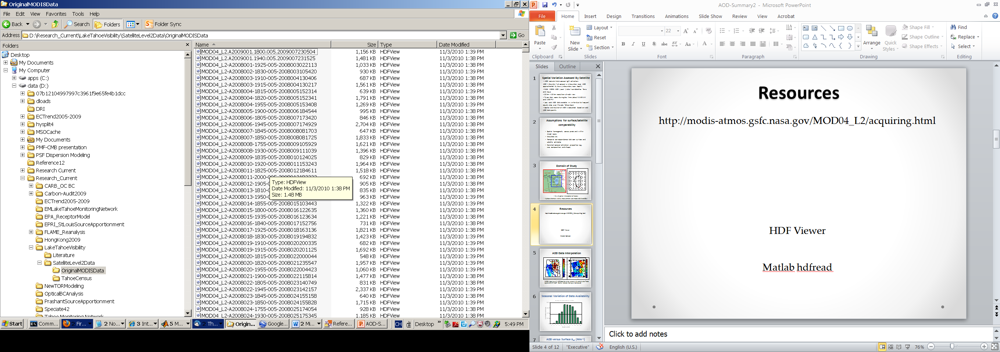 OriginalMODISData
File Edit View Favorites Tools Help
Back Search Folders Folder Sync
Address D:\Research_Current\LakeTahoeVisibility\SatelliteLevel2Data\OriginalMODISData Go
Folders
Desktop
My Documents
My Computer
apps (C:)
data (D:)
07b12104997997c3961f9e65fe4b1dcc
dloads
DRI
ECTrend2005-2009
hysplit4
MSOCache
My Documents
PMF-CMB presentation
PSF Dispersion Modeling
Reference12
Research Current
Research_Current
CARB_OC BC
Carbon-Audit2009
ECTrend2005-2009
EMLakeTahoeMonitoringNetwork
EPA_ReceptorModel
EPRI_StLouisSourceApportionment
FLAME_Reanalysis
HongKong2009
LakeTahoeVisibility
Literature
SatelliteLevel2Data
OriginalMODISData
TahoeCensus
NewTORModeling
OpticalBCAnalysis
PrashantSourceApportionment
Speciate42
Tahoe Monitoring Network
Name Size Type Date Modified
MOD04_L2.A2009001.1800.005.2009007230504 1,156 KB HDFView 11/3/2010 1:39 PM
MOD04_L2.A2009001.1940.005.2009007231525 1,481 KB HDFView 11/3/2010 1:38 PM
MOD04_L2-A2008001-1925-005-2008003022113 1,033 KB HDFView 11/3/2010 1:38 PM
MOD04_L2-A2008002-1830-005-2008003105420 930 KB HDFView 11/3/2010 1:39 PM
MOD04_L2-A2008003-1910-005-2008004130406 687 KB HDFView 11/3/2010 1:38 PM
MOD04_L2-A2008003-1915-005-2008004130217 1,561 KB HDFView 11/3/2010 1:38 PM
MOD04_L2-A2008004-1815-005-2008005152314 639 KB HDFView 11/3/2010 1:39 PM
MOD04_L2-A2008004-1820-005-2008005152341 1,791 KB HDFView 11/3/2010 1:38 PM
MOD04_L2-A2008004-1955-005-2008005153408 1,269 KB HDFView 11/3/2010 1:38 PM
MOD04_L2-A2008005-1900-005-2008006184544 995 KB HDFView 11/3/2010 1:38 PM
MOD04_L2-A2008006-1805-005-2008007173420 846 KB HDFView 11/3/2010 1:38 PM
MOD04_L2-A2008006-1945-005-2008007174929 2,704 KB HDFView 11/3/2010 1:38 PM
MOD04_L2-A2008007-1845-005-2008008081703 647 KB HDFView 11/3/2010 1:38 PM
MOD04_L2-A2008007-1850-005-2008008081725 1,833 KB HDFView 11/3/2010 1:38 PM
MOD04_L2-A2008008-1755-005-2008009105929 1,621 KB HDFView 11/3/2010 1:38 PM
MOD04_L2-A2008008-1930-005-2008009111039 1,396 KB HDFView 11/3/2010 1:38 PM
MOD04_L2-A2008009-1835-005-2008010124025 829 KB HDFView 11/3/2010 1:38 PM
MOD04_L2-A2008010-1920-005-2008011153243 1,964 KB HDFView 11/3/2010 1:38 PM
MOD04_L2-A2008011-1825-005-2008012184611 1,518 KB HDFView 11/3/2010 1:38 PM
MOD04_L2-A2008011-2000- 692 KB HDFView 11/3/2010 1:38 PM
MOD04_L2-A2008012-1905- 905 KB HDFView 11/3/2010 1:38 PM
MOD04_L2-A2008013-1810- 835 KB HDFView 11/3/2010 1:38 PM
MOD04_L2-A2008013-1950- 963 KB HDFView 11/3/2010 1:38 PM
Type: HDFView
Date Modified: 11/3/2010 1:38 PM
Size: 1.48 MB
MOD04_L2-A2008014-1855-005-2008015103443 1,322 KB HDFView 11/3/2010 1:38 PM
MOD04_L2-A2008015-1800-005-2008016122635 1,360 KB HDFView 11/3/2010 1:39 PM
MOD04_L2-A2008015-1935-005-2008016123634 1,221 KB HDFView 11/3/2010 1:39 PM
MOD04_L2-A2008016-1840-005-2008017152756 731 KB HDFView 11/3/2010 1:38 PM
MOD04_L2-A2008017-1925-005-2008018163136 1,821 KB HDFView 11/3/2010 1:38 PM
MOD04_L2-A2008018-1830-005-2008019194832 1,423 KB HDFView 11/3/2010 1:39 PM
MOD04_L2-A2008019-1910-005-2008020200335 682 KB HDFView 11/3/2010 1:39 PM
MOD04_L2-A2008019-1915-005-2008020201125 1,692 KB HDFView 11/3/2010 1:39 PM
MOD04_L2-A2008020-1815-005-2008022000044 548 KB HDFView 11/3/2010 1:39 PM
MOD04_L2-A2008020-1820-005-2008021235547 1,957 KB HDFView 11/3/2010 1:38 PM
MOD04_L2-A2008020-1955-005-2008022004423 1,060 KB HDFView 11/3/2010 1:39 PM
MOD04_L2-A2008021-1900-005-2008022115814 1,477 KB HDFView 11/3/2010 1:38 PM
MOD04_L2-A2008022-1805-005-2008023140749 831 KB HDFView 11/3/2010 1:38 PM
MOD04_L2-A2008022-1945-005-2008023142157 2,337 KB HDFView 11/3/2010 1:39 PM
MOD04_L2-A2008023-1845-005-2008024155158 640 KB HDFView 11/3/2010 1:38 PM
MOD04_L2-A2008023-1850-005-2008024155828 1,715 KB HDFView 11/3/2010 1:39 PM
MOD04_L2-A2008024-1755-005-2008025174054 928 KB HDFView 11/3/2010 1:38 PM
MOD04_L2-A2008024-1930-005-2008025175345 1,185 KB HDFView 11/3/2010 1:38 PM
Start Comm... 2 Fir... 2 No... 3 Int... 5 M... 2 Th... Origin... Google... 2 Mi... Refere... AOD-S... CH Desktop 5:49 PM
AOD-Summary2 - Microsoft PowerPoint
File Home Insert Design Transitions Animations Slide Show Review View Acrobat
Paste
Clipboard
New Slide
Layout
Reset
Section
Slides
22
Font
Paragraph
Arrange
Quick Styles
Shape Fill
Shape Outline
Shape Effects
Drawing
Find
Replace
Select
Editing
Slides Outline
1
Spatial Variation Assessed By Satellite
2
Assumptions for surface/satellite
comparability
3
Domain of Study
4
Resources
HDF Viewer
Matlab hdfread
5
AOD Data Interpolation
6
Seasonal Variation of Data Availability
7
AOD versus Surface
Resources
http://modis-atmos.gsfc.nasa.gov/MOD04_L2/acquiring.html
HDF Viewer
Matlab hdfread
Click to add notes
Slide 4 of 12 "Executive" English (U.S.) 76%